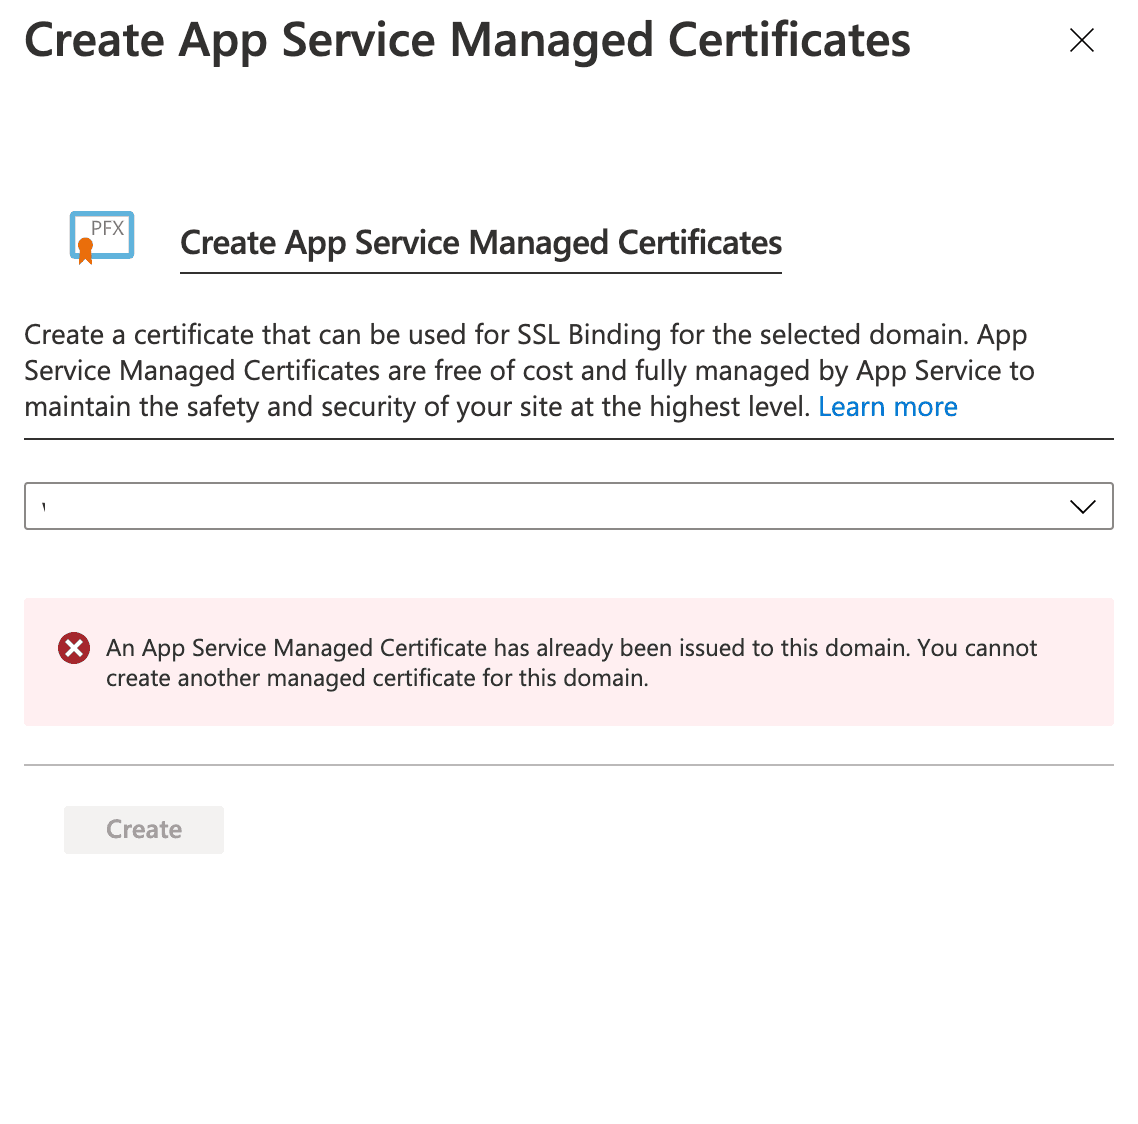 Create App Service Managed Certificates
PFX
Create App Service Managed Certificates
Create a certificate that can be used for SSL Binding for the selected domain. App
Service Managed Certificates are free of cost and fully managed by App Service to
maintain the safety and security of your site at the highest level. Learn more
An App Service Managed Certificate has already been issued to this domain. You cannot
create another managed certificate for this domain.
Create